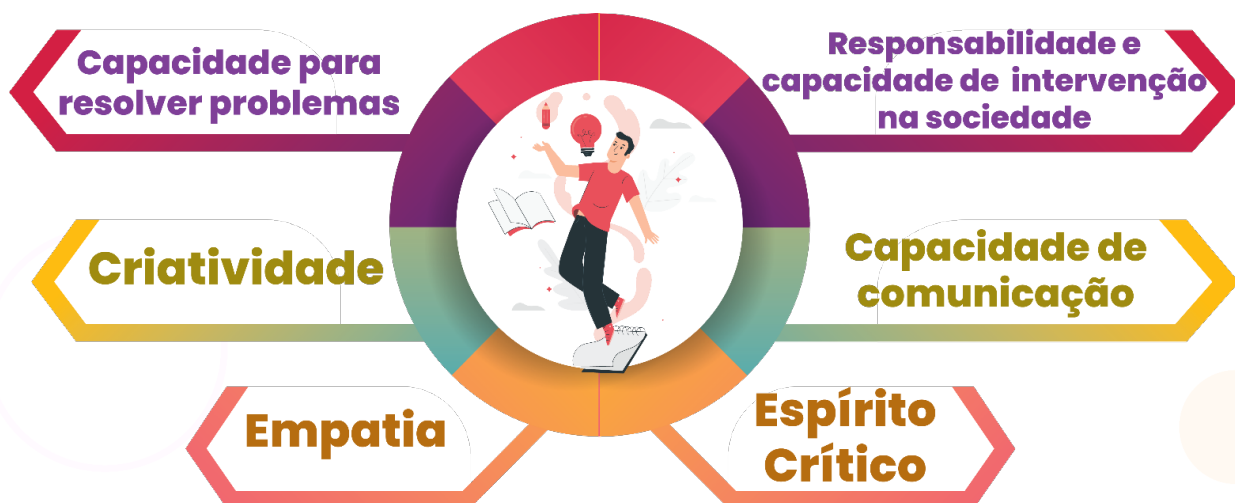 Capacidade para
resolver problemas
Responsabilidade e
capacidade de intervenção
na sociedade
Criatividade
Capacidade de
comunicação
Empatia
Espírito
Crítico